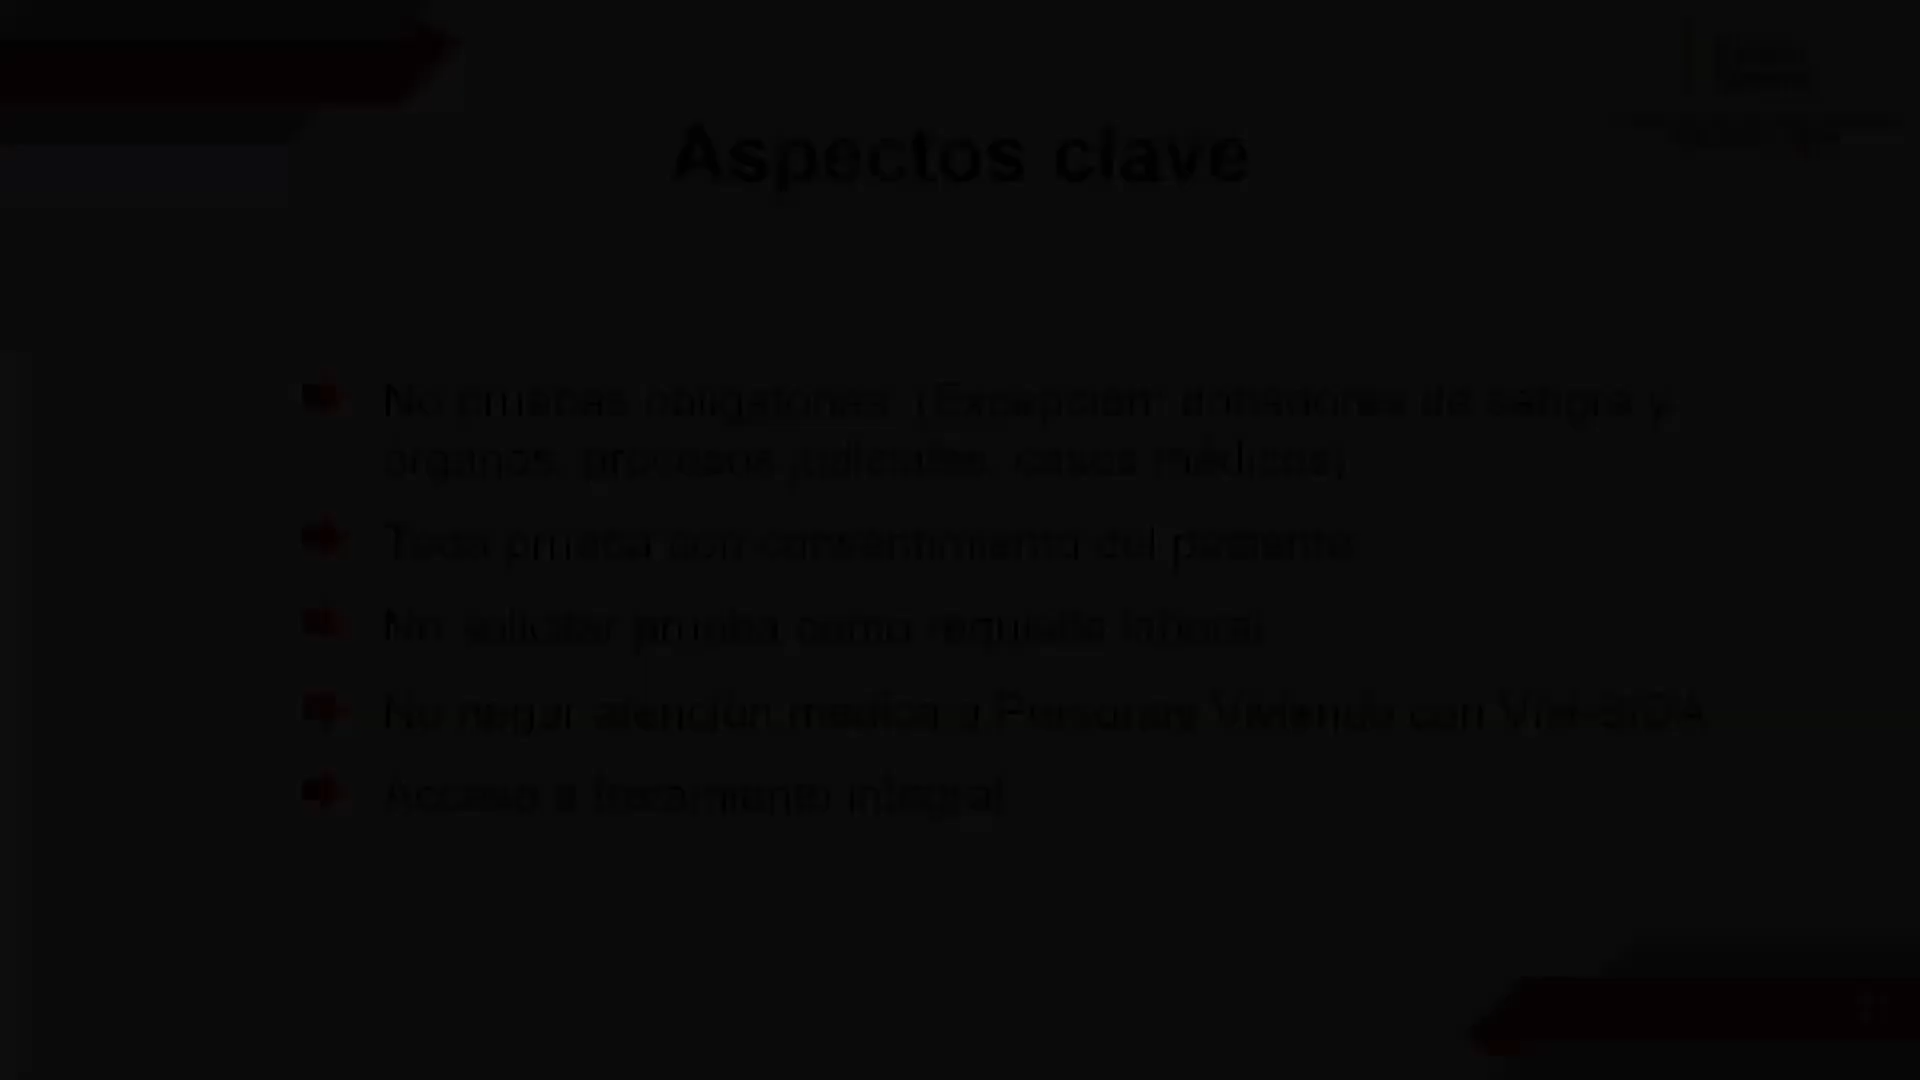 Aspectos clave
No pruebas obligatorias (Excepción: donadores de sangre y
órganos, procesos judiciales, casos médicos)
Toda prueba con consentimiento del paciente
No solicitar prueba como requisito laboral
No negar atención médica a Personas Viviendo con VIH-SIDA
Acceso a tratamiento integral